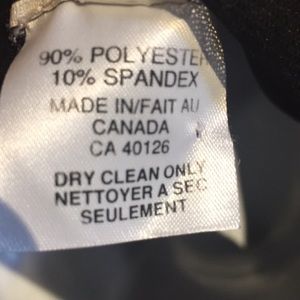 90% POLYESTER
10% SPANDEX
MADE IN/FAIT AU
CANADA
CA 40126
DRY CLEAN ONLY
NETTOYER A SEC
SEULEMENT